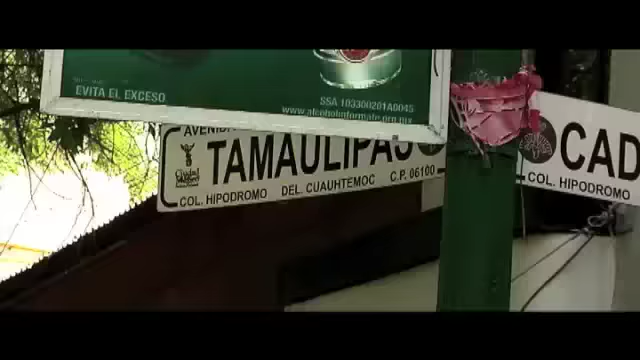 EVITA EL EXCESO
SSA 103300201A0045
www.alcoholinformate.org.mx
AVENIDA
TAMAULIPAS
COL. HIPODROMO DEL. CUAUHTEMOC C.P. 06100
CAD
COL. HIPODROMO